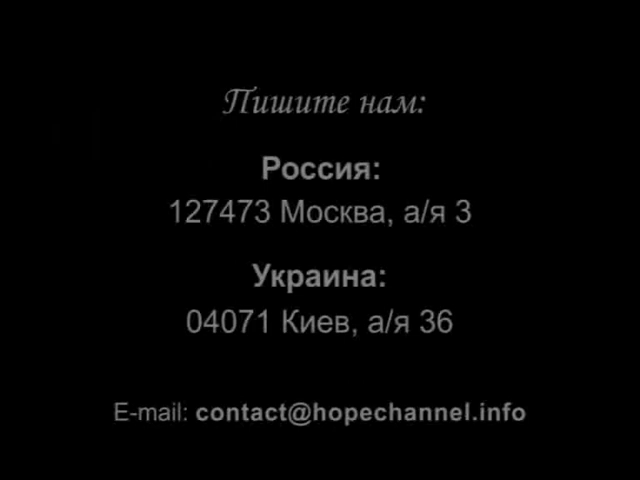 Пишите нам:
Россия:
127473 Москва, а/я 3
Украина:
04071 Киев, а/я 36
E-mail: contact@hopechannel.info